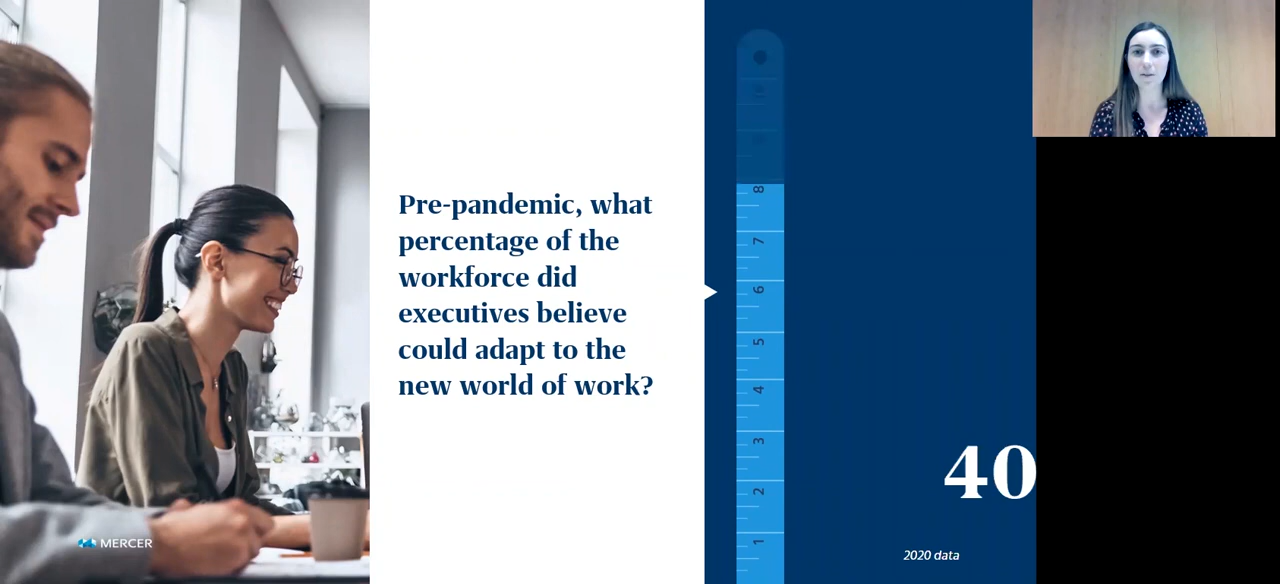 Pre-pandemic, what
percentage of the
workforce did
executives believe
could adapt to the
new world of work?
8
7
6
5
4
3
2
1
40
2020 data
MERCER